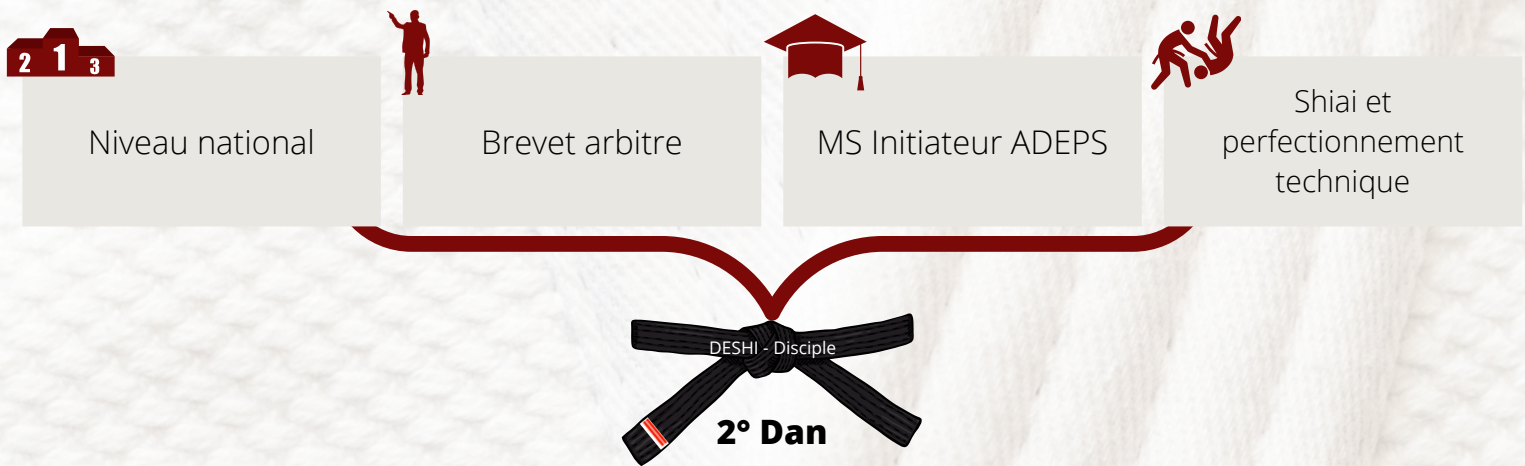 2 1 3
Niveau national
Brevet arbitre
MS Initiateur ADEPS
Shiai et
perfectionnement
technique
DESHI - Disciple
2° Dan